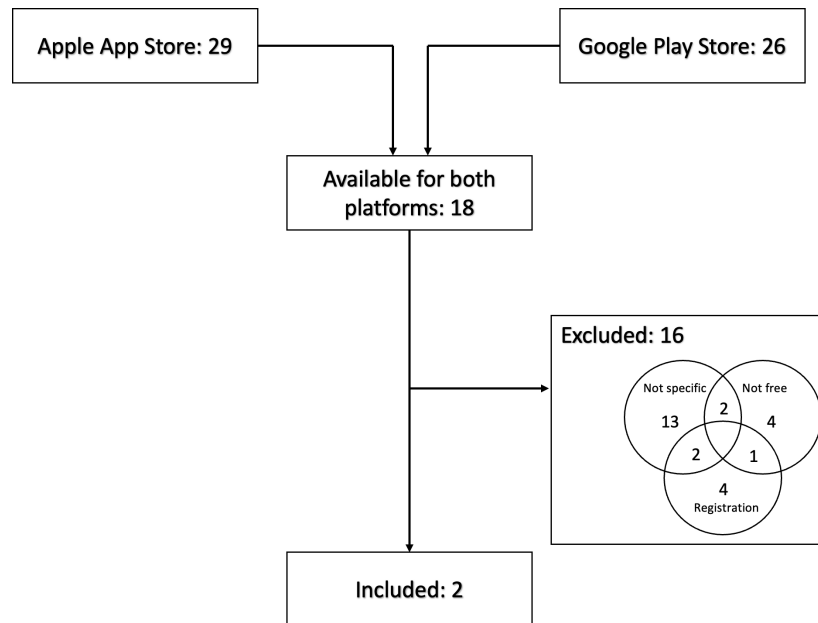 Apple App Store: 29
Google Play Store: 26
Available for both
platforms: 18
Excluded: 16
Not specific
Not free
13
2
4
2
1
4
Registration
Included: 2